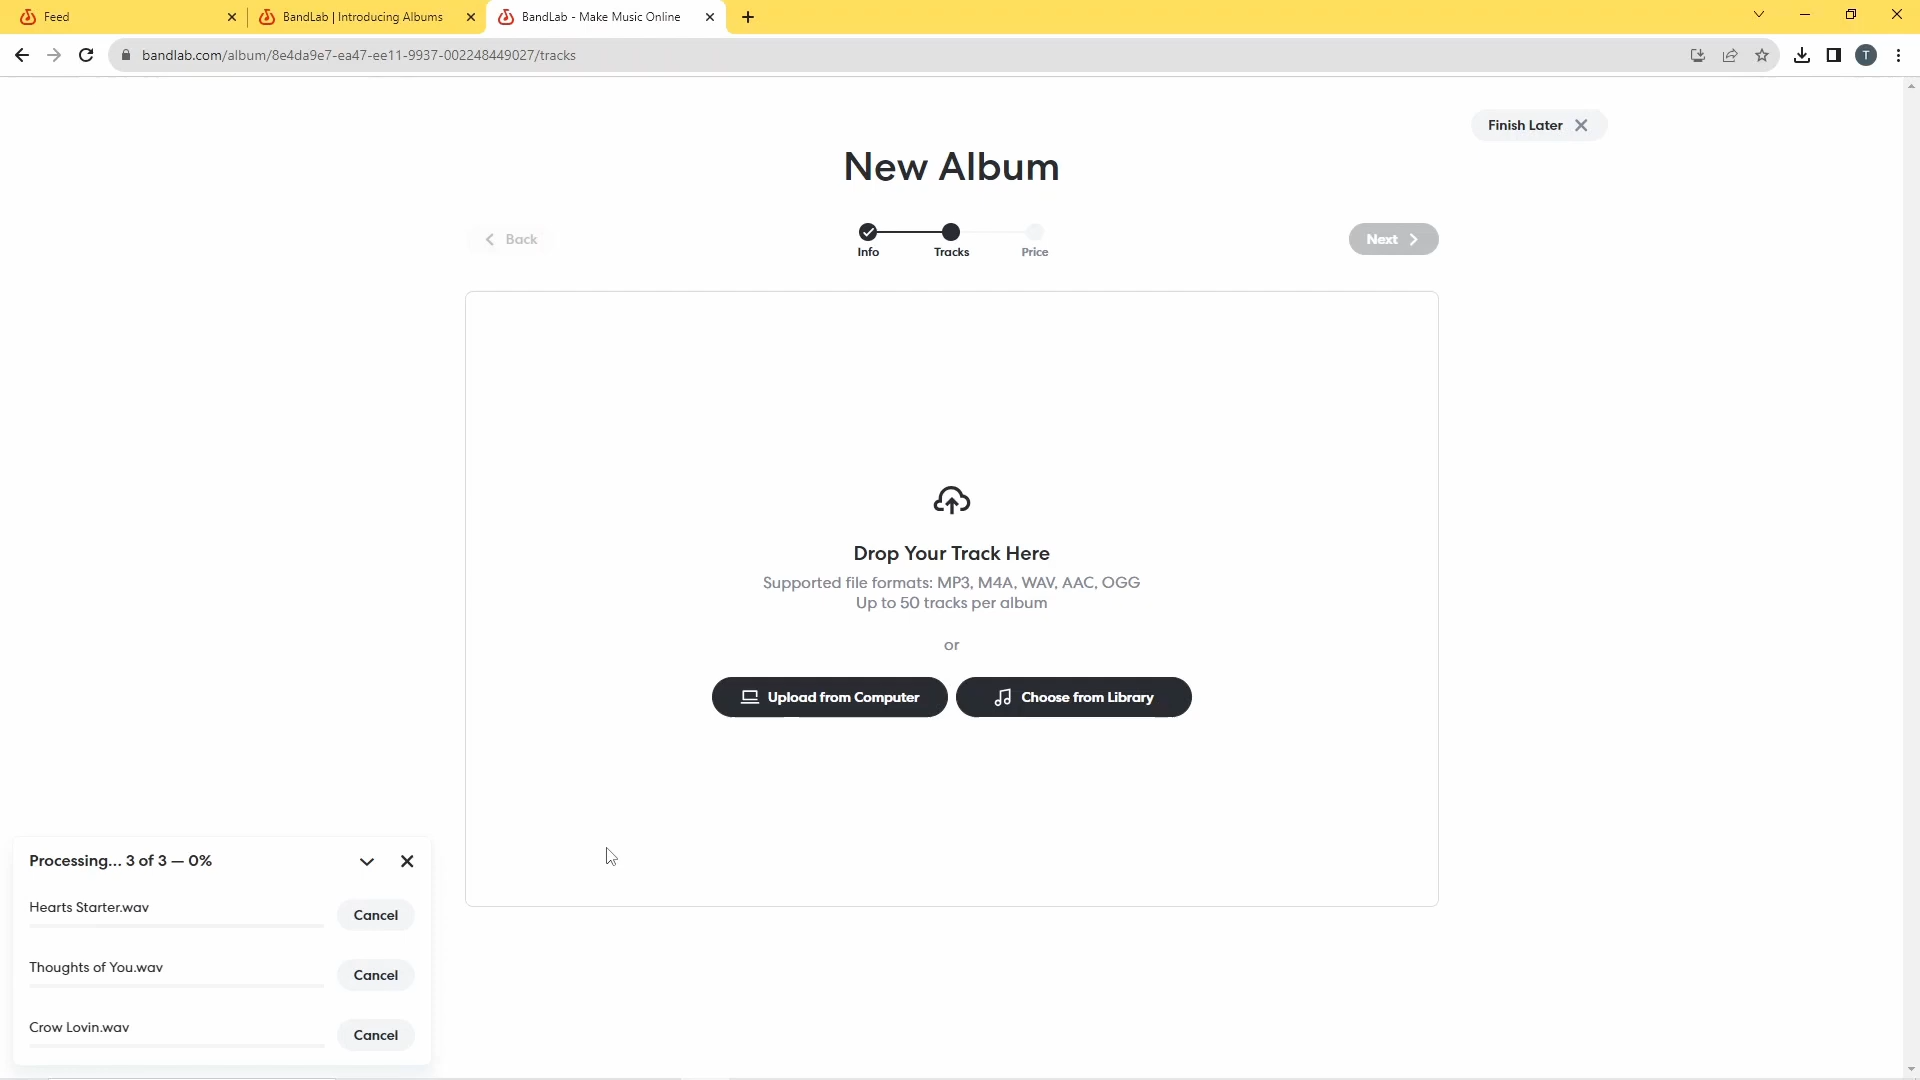 Feed
BandLab | Introducing Albums
BandLab - Make Music Online
bandlab.com/album/8e4da9e7-ea47-ee11-9937-002248449027/tracks
T
Finish Later
New Album
Back
Info
Tracks
Price
Next
Drop Your Track Here
Supported file formats: MP3, M4A, WAV, AAC, OGG
Up to 50 tracks per album
or
Upload from Computer
Choose from Library
Processing... 3 of 3 — 0%
Hearts Starter.wav
Cancel
Thoughts of You.wav
Cancel
Crow Lovin.wav
Cancel